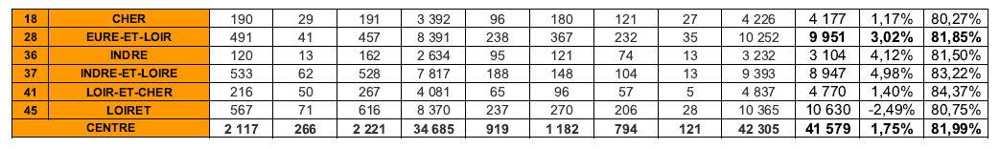 18 CHER 190 29 191 3 392 96 180 121 27 4 226 4 177 1,17% 80,27%
28 EURE-ET-LOIR 491 41 457 8 391 238 367 232 35 10 252 9 951 3,02% 81,85%
36 INDRE 120 13 162 2 634 95 121 74 13 3 232 3 104 4,12% 81,50%
37 INDRE-ET-LOIRE 533 62 528 7 817 188 148 104 13 9 393 8 947 4,98% 83,22%
41 LOIR-ET-CHER 216 50 267 4 081 65 96 57 5 4 837 4 770 1,40% 84,37%
45 LOIRET 567 71 616 8 370 237 270 206 28 10 365 10 630 -2,49% 80,75%
CENTRE 2 117 266 2 221 34 685 919 1 182 794 121 42 305 41 579 1,75% 81,99%